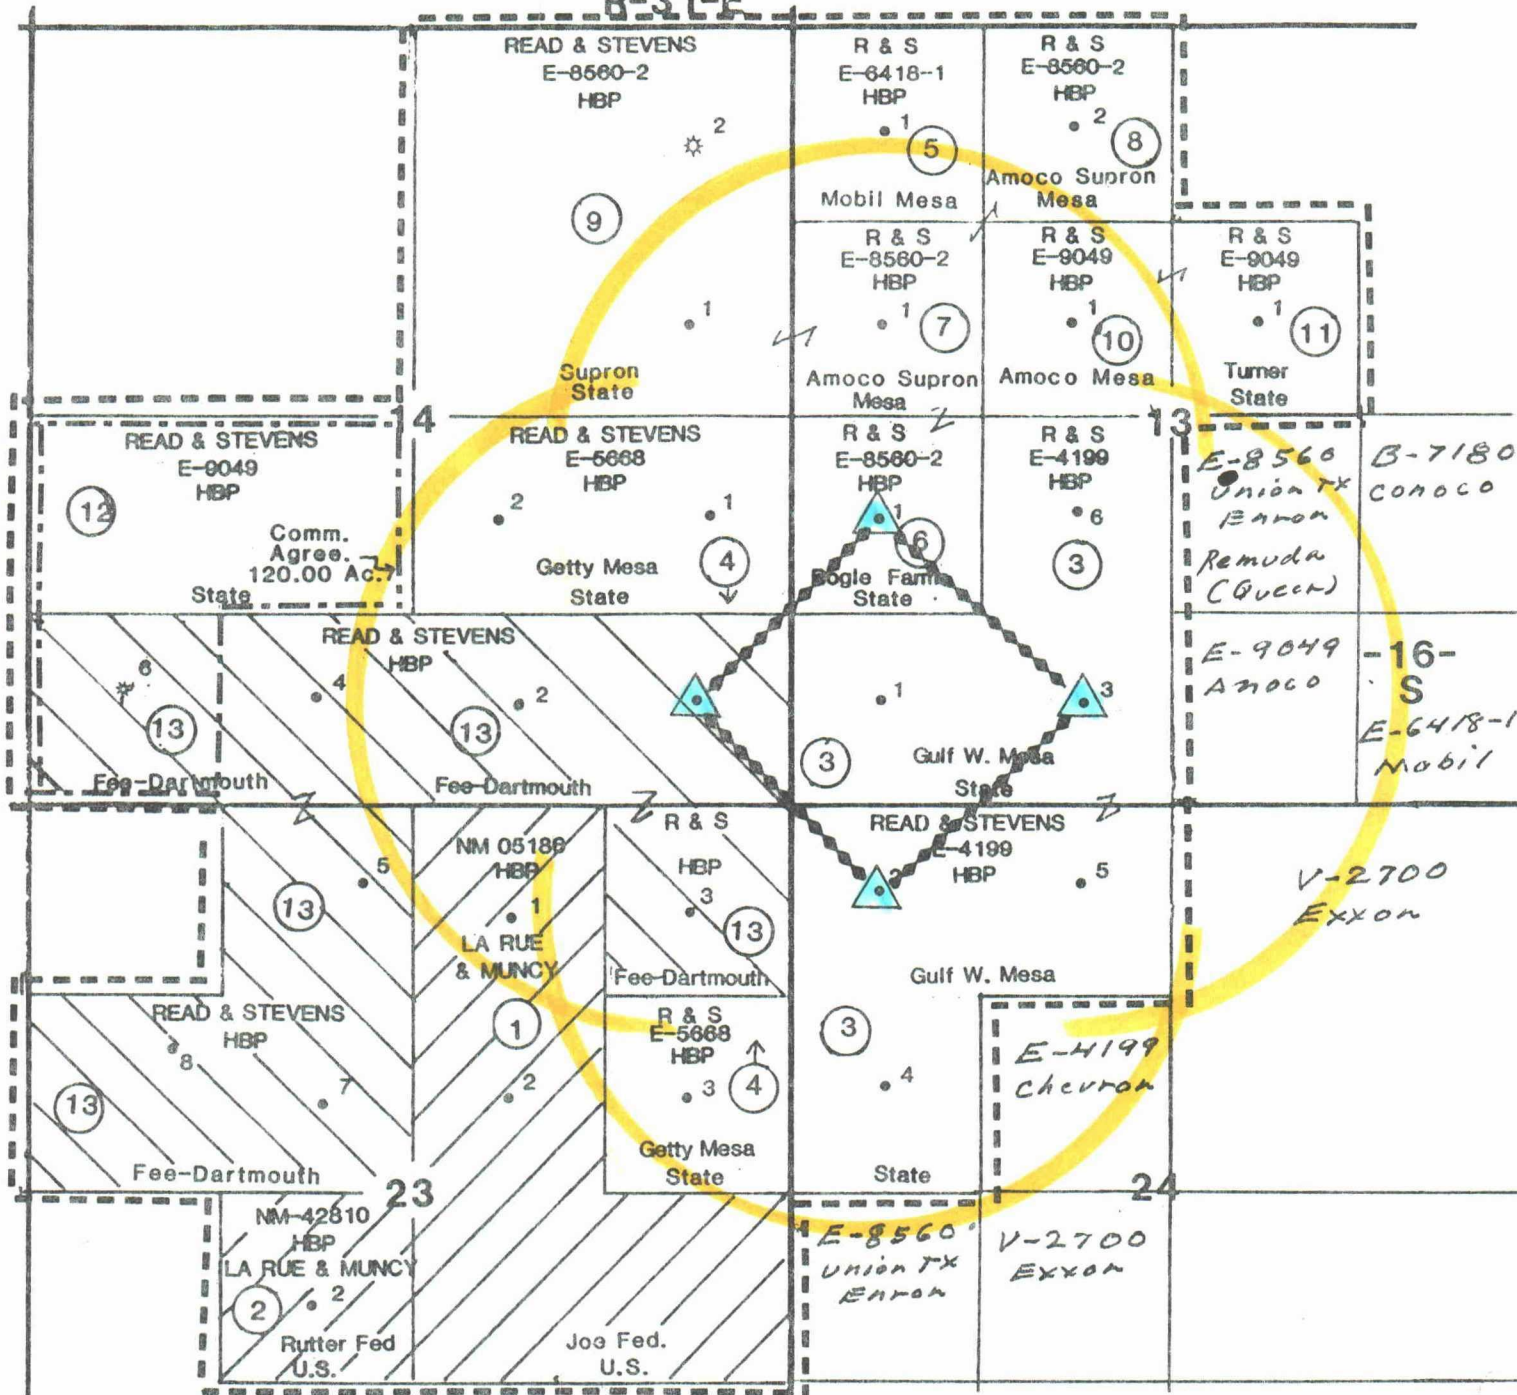 R-31-E
READ & STEVENS
E-8560-2
HBP
2
9
1
Supron
State
R & S
E-6418-1
HBP
1
5
Mobil Mesa
R & S
E-8560-2
HBP
2
8
Amoco Supron
Mesa
R & S
E-8560-2
HBP
1
7
Amoco Supron
Mesa
R & S
E-9049
HBP
1
10
Amoco Mesa
R & S
E-9049
HBP
1
11
Turner
State
14
13
READ & STEVENS
E-9049
HBP
12
Comm.
Agree.
120.00 Ac.
State
READ & STEVENS
E-5668
HBP
2
1
4
Getty Mesa
State
R & S
E-8560-2
HBP
1
6
Bogle Farm
State
R & S
E-4199
HBP
6
3
E-8560
Union TX
Enron
Remuda
(Queen)
B-7180
Conoco
READ & STEVENS
HBP
6
4
2
13
13
Fee-Dartmouth
Fee-Dartmouth
1
3
3
Gulf W. Mesa
State
E-9049
Amoco
-16-
S
E-6418-1
Mobil
5
13
NM 05186
HBP
1
LA RUE
& MUNCY
1
2
R & S
HBP
3
13
Fee-Dartmouth
READ & STEVENS
E-4199
HBP
2
5
Gulf W. Mesa
3
4
State
V-2700
Exxon
READ & STEVENS
HBP
8
7
13
Fee-Dartmouth
R & S
E-5668
HBP
3
4
Getty Mesa
State
E-4199
Chevron
23
24
NM-42810
HBP
LA RUE & MUNCY
2
2
Rutter Fed
U.S.
Joe Fed.
U.S.
E-8560
Union TX
Enron
V-2700
Exxon